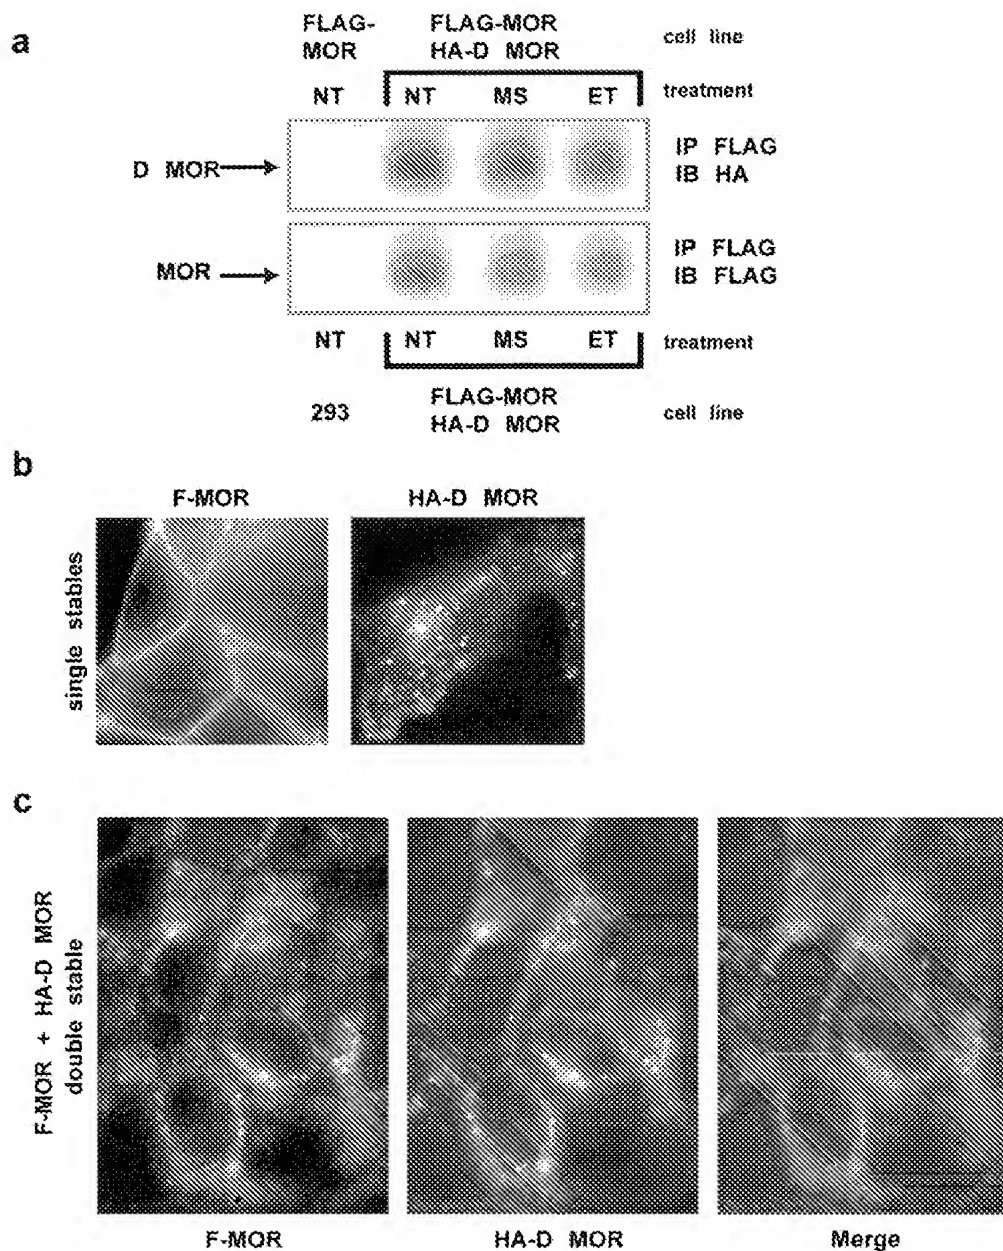 a
FLAG-
MOR
FLAG-MOR
HA-D MOR
cell line
NT
NT MS ET
treatment
D MOR
IP FLAG
IB HA
MOR
IP FLAG
IB FLAG
NT
NT MS ET
treatment
293
FLAG-MOR
HA-D MOR
cell line
b
F-MOR
HA-D MOR
single stables
c
F-MOR + HA-D MOR
double stable
F-MOR
HA-D MOR
Merge